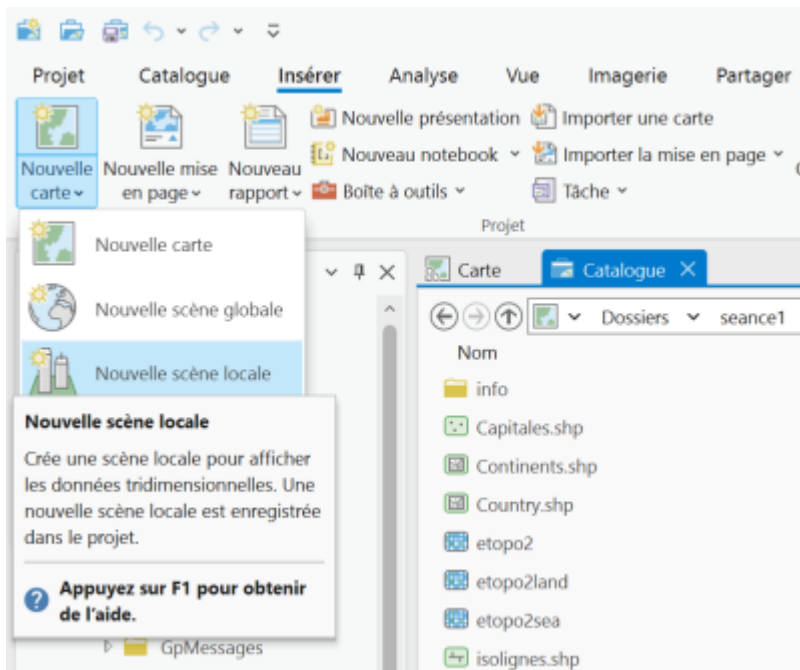 Projet Catalogue Insérer Analyse Vue Imagerie Partager
Nouvelle carte
Nouvelle mise en page
Nouveau rapport
Nouvelle présentation
Nouveau notebook
Boîte à outils
Importer une carte
Importer la mise en page
Tâche
Projet
Nouvelle carte
Nouvelle scène globale
Nouvelle scène locale
Nouvelle scène locale
Crée une scène locale pour afficher
les données tridimensionnelles. Une
nouvelle scène locale est enregistrée
dans le projet.
Appuyez sur F1 pour obtenir
de l'aide.
GpMessages
Carte Catalogue
Dossiers seance1
Nom
info
Capitales.shp
Continents.shp
Country.shp
etopo2
etopo2land
etopo2sea
isolignes.shp